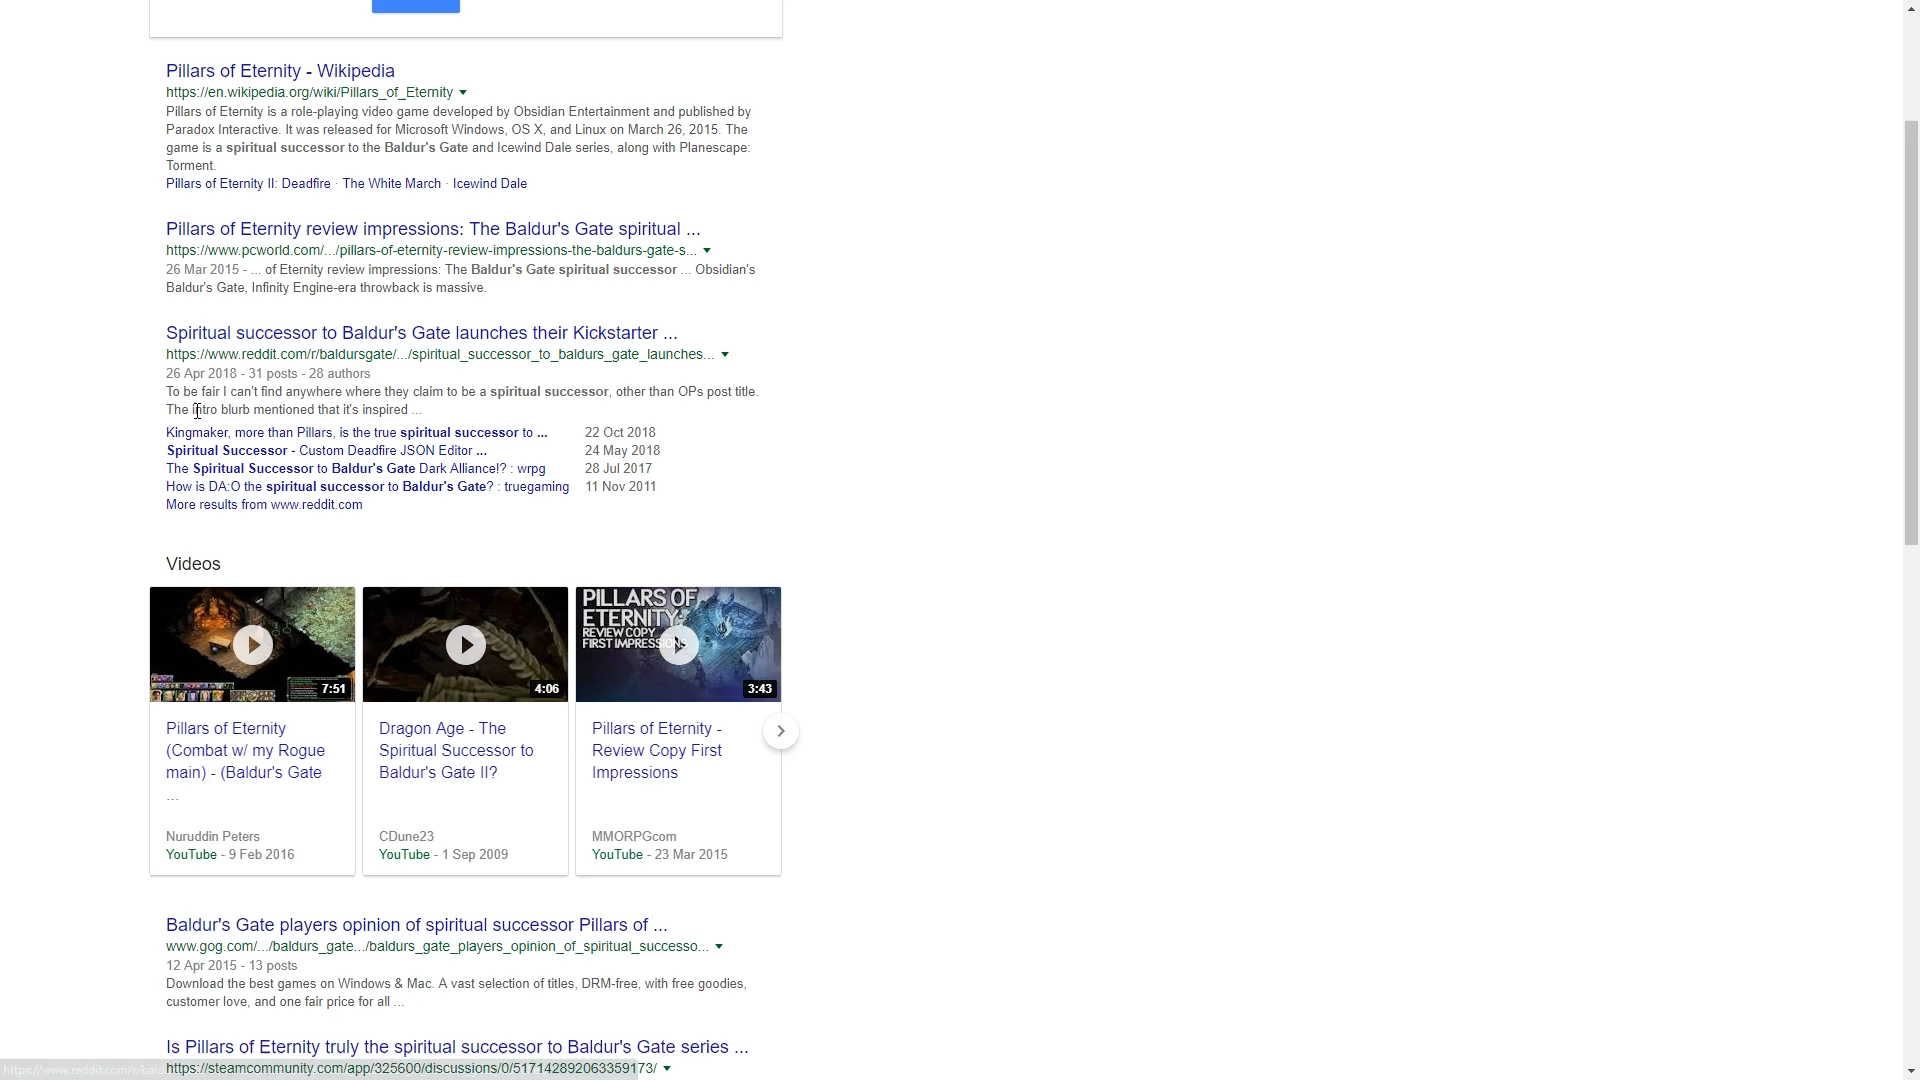 Pillars of Eternity - Wikipedia
https://en.wikipedia.org/wiki/Pillars_of_Eternity
Pillars of Eternity is a role-playing video game developed by Obsidian Entertainment and published by
Paradox Interactive. It was released for Microsoft Windows, OS X, and Linux on March 26, 2015. The
game is a spiritual successor to the Baldur's Gate and Icewind Dale series, along with Planescape:
Torment.
Pillars of Eternity II: Deadfire · The White March · Icewind Dale
Pillars of Eternity review impressions: The Baldur's Gate spiritual ...
https://www.pcworld.com/.../pillars-of-eternity-review-impressions-the-baldurs-gate-s...
26 Mar 2015 - ... of Eternity review impressions: The Baldur's Gate spiritual successor ... Obsidian's
Baldur's Gate, Infinity Engine-era throwback is massive.
Spiritual successor to Baldur's Gate launches their Kickstarter ...
https://www.reddit.com/r/baldursgate/.../spiritual_successor_to_baldurs_gate_launches...
26 Apr 2018 - 31 posts - 28 authors
To be fair I can't find anywhere where they claim to be a spiritual successor, other than OPs post title.
The intro blurb mentioned that it's inspired ...
Kingmaker, more than Pillars, is the true spiritual successor to ... 22 Oct 2018
Spiritual Successor - Custom Deadfire JSON Editor ... 24 May 2018
The Spiritual Successor to Baldur's Gate Dark Alliance!? : wrpg 28 Jul 2017
How is DA:O the spiritual successor to Baldur's Gate? : truegaming 11 Nov 2011
More results from www.reddit.com
Videos
7:51
4:06
PILLARS OF
ETERNITY:
REVIEW COPY
FIRST IMPRESSIONS
3:43
Pillars of Eternity
(Combat w/ my Rogue
main) - (Baldur's Gate
...
Nuruddin Peters
YouTube - 9 Feb 2016
Dragon Age - The
Spiritual Successor to
Baldur's Gate II?
CDune23
YouTube - 1 Sep 2009
Pillars of Eternity -
Review Copy First
Impressions
MMORPGcom
YouTube - 23 Mar 2015
Baldur's Gate players opinion of spiritual successor Pillars of ...
www.gog.com/.../baldurs_gate.../baldurs_gate_players_opinion_of_spiritual_successo...
12 Apr 2015 - 13 posts
Download the best games on Windows & Mac. A vast selection of titles, DRM-free, with free goodies,
customer love, and one fair price for all ...
Is Pillars of Eternity truly the spiritual successor to Baldur's Gate series ...
https://steamcommunity.com/app/325600/discussions/0/517142892063359173/
https://www.reddit.com/r/bald